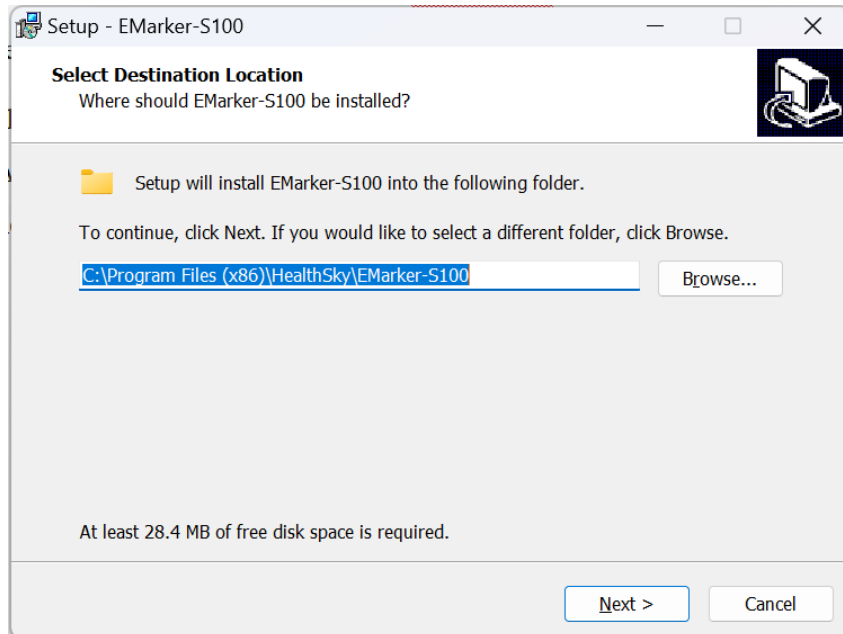 Setup - EMarker-S100
Select Destination Location
Where should EMarker-S100 be installed?
Setup will install EMarker-S100 into the following folder.
To continue, click Next. If you would like to select a different folder, click Browse.
C:\Program Files (x86)\HealthSky\EMarker-S100
Browse...
At least 28.4 MB of free disk space is required.
Next >
Cancel